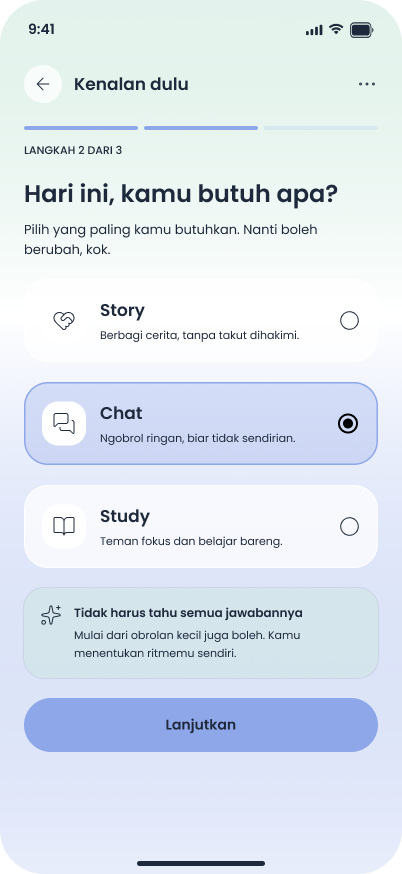 9:41
Kenalan dulu
LANGKAH 2 DARI 3
Hari ini, kamu butuh apa?
Pilih yang paling kamu butuhkan. Nanti boleh
berubah, kok.
Story
Berbagi cerita, tanpa takut dihakimi.
Chat
Ngobrol ringan, biar tidak sendirian.
Study
Teman fokus dan belajar bareng.
Tidak harus tahu semua jawabannya
Mulai dari obrolan kecil juga boleh. Kamu
menentukan ritmemu sendiri.
Lanjutkan